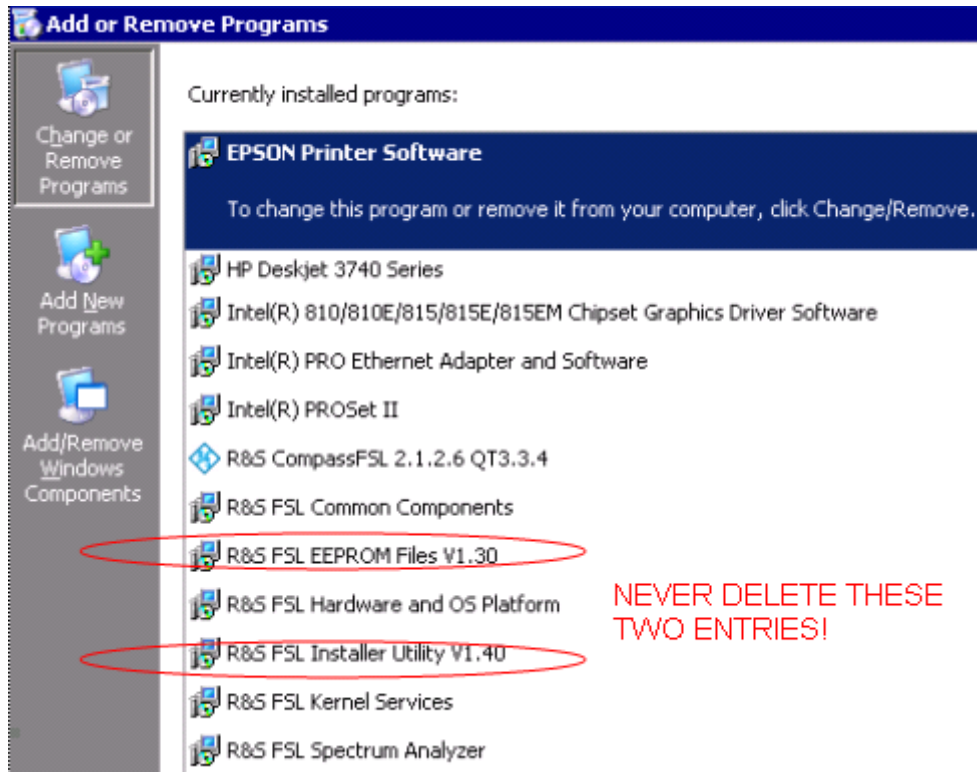 Add or Remove Programs
Change or
Remove
Programs
Add New
Programs
Add/Remove
Windows
Components
Currently installed programs:
EPSON Printer Software
To change this program or remove it from your computer, click Change/Remove.
HP Deskjet 3740 Series
Intel(R) 810/810E/815/815E/815EM Chipset Graphics Driver Software
Intel(R) PRO Ethernet Adapter and Software
Intel(R) PROSet II
R&S CompassFSL 2.1.2.6 QT3.3.4
R&S FSL Common Components
R&S FSL EEPROM Files V1.30
R&S FSL Hardware and OS Platform
R&S FSL Installer Utility V1.40
R&S FSL Kernel Services
R&S FSL Spectrum Analyzer
NEVER DELETE THESE
TWO ENTRIES!